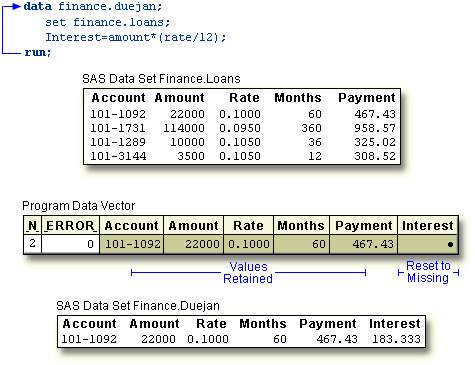 data finance.duejan;
set finance.loans;
Interest=amount*(rate/12);
run;
SAS Data Set Finance.Loans
Account Amount Rate Months Payment
101-1092 22000 0.1000 60 467.43
101-1731 114000 0.0950 360 958.57
101-1289 10000 0.1050 36 325.02
101-3144 3500 0.1050 12 308.52
Program Data Vector
_N_ _ERROR_ Account Amount Rate Months Payment Interest
2 0 101-1092 22000 0.1000 60 467.43 •
Values Retained
Reset to Missing
SAS Data Set Finance.Duejan
Account Amount Rate Months Payment Interest
101-1092 22000 0.1000 60 467.43 183.333